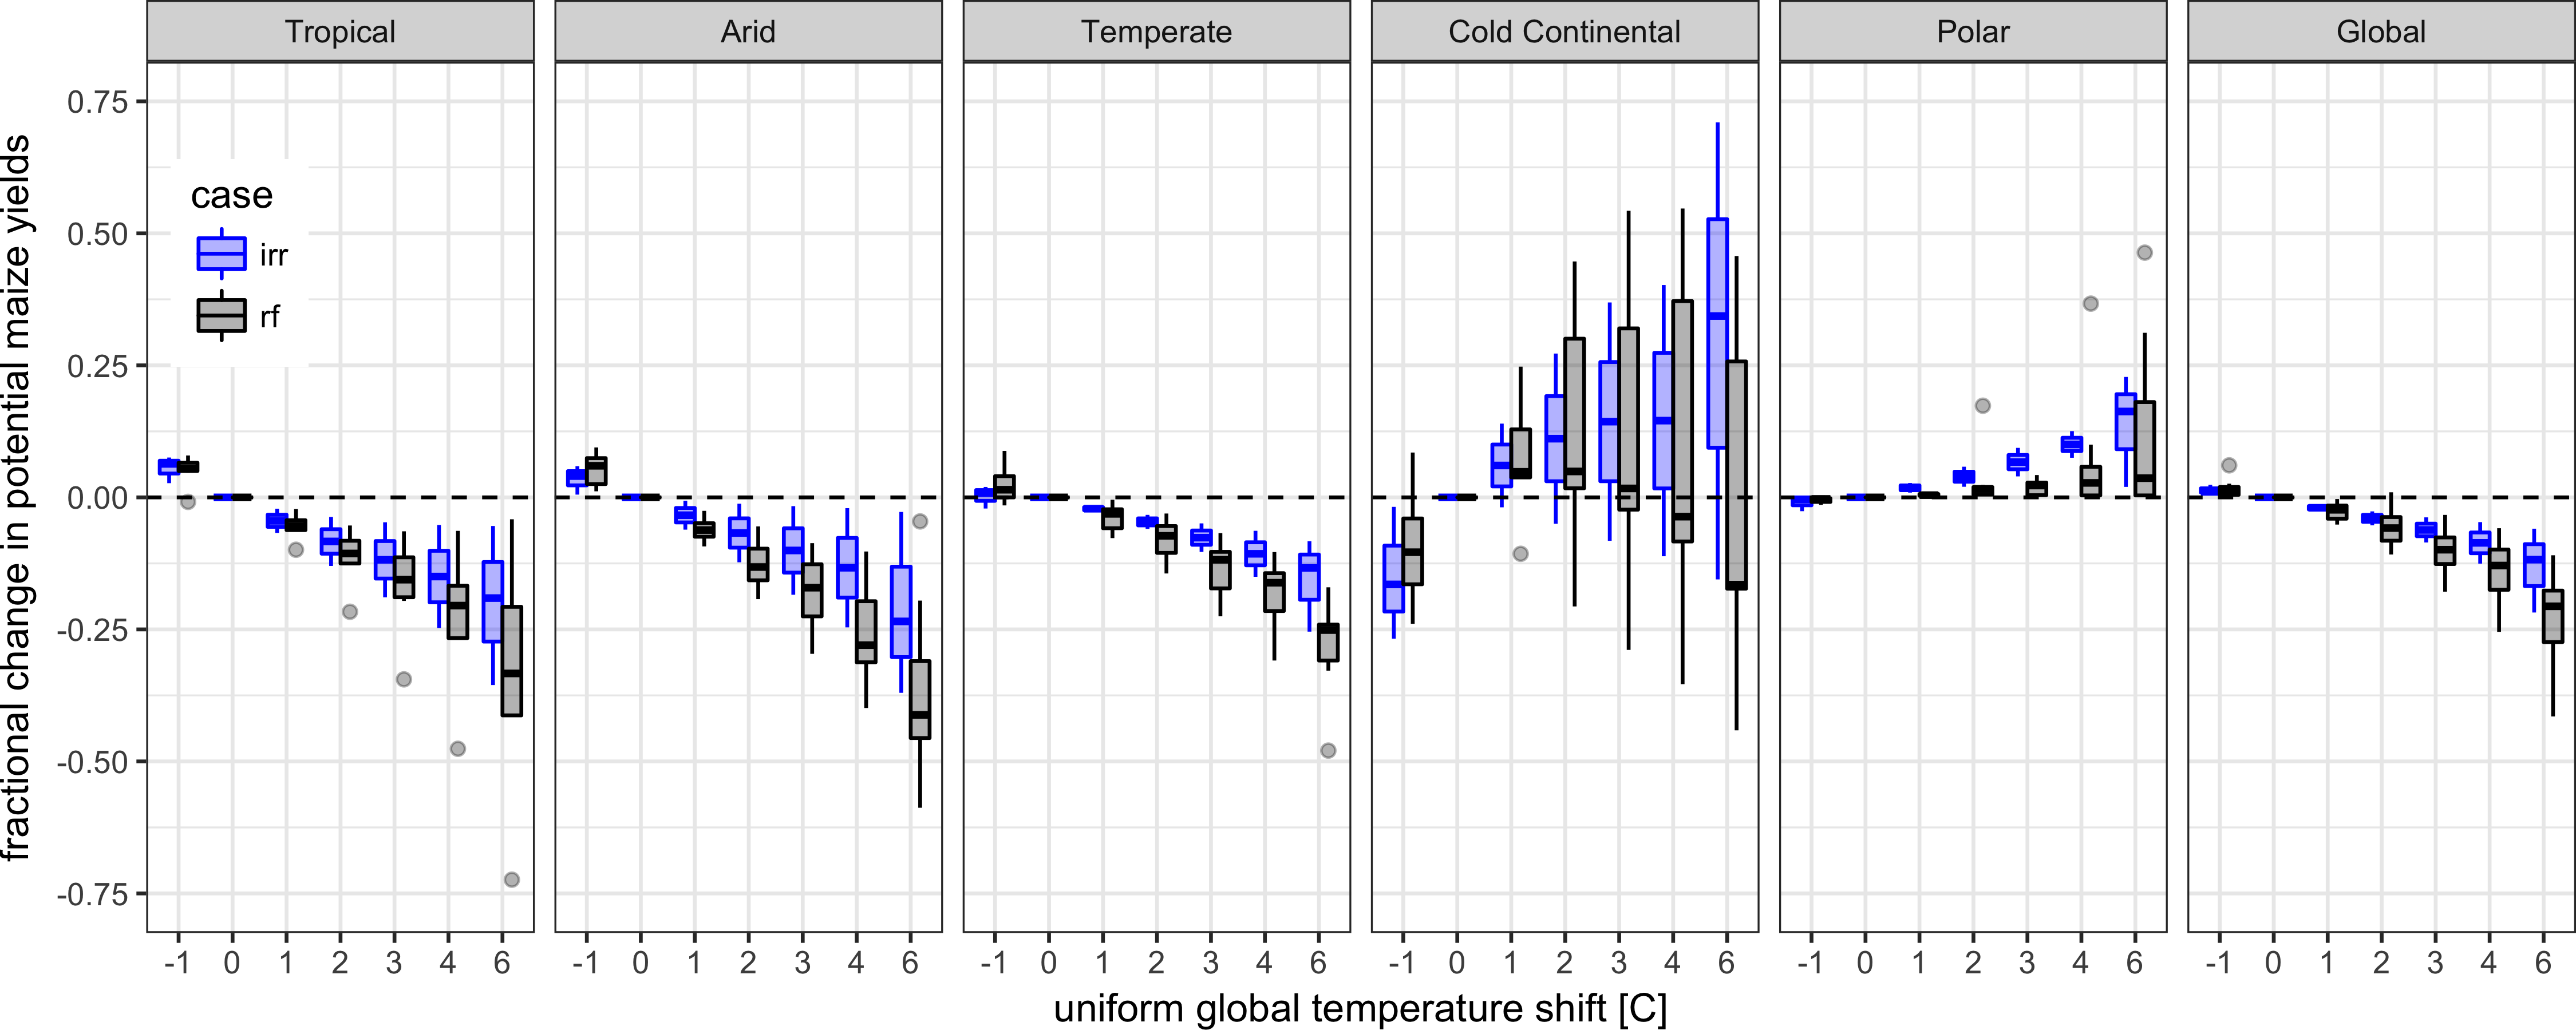 Tropical
Arid
Temperate
Cold Continental
Polar
Global
fractional change in potential maize yields
0.75
0.50
0.25
0.00
-0.25
-0.50
-0.75
case
irr
rf
-1 0 1 2 3 4 6
-1 0 1 2 3 4 6
-1 0 1 2 3 4 6
-1 0 1 2 3 4 6
-1 0 1 2 3 4 6
-1 0 1 2 3 4 6
uniform global temperature shift [C]